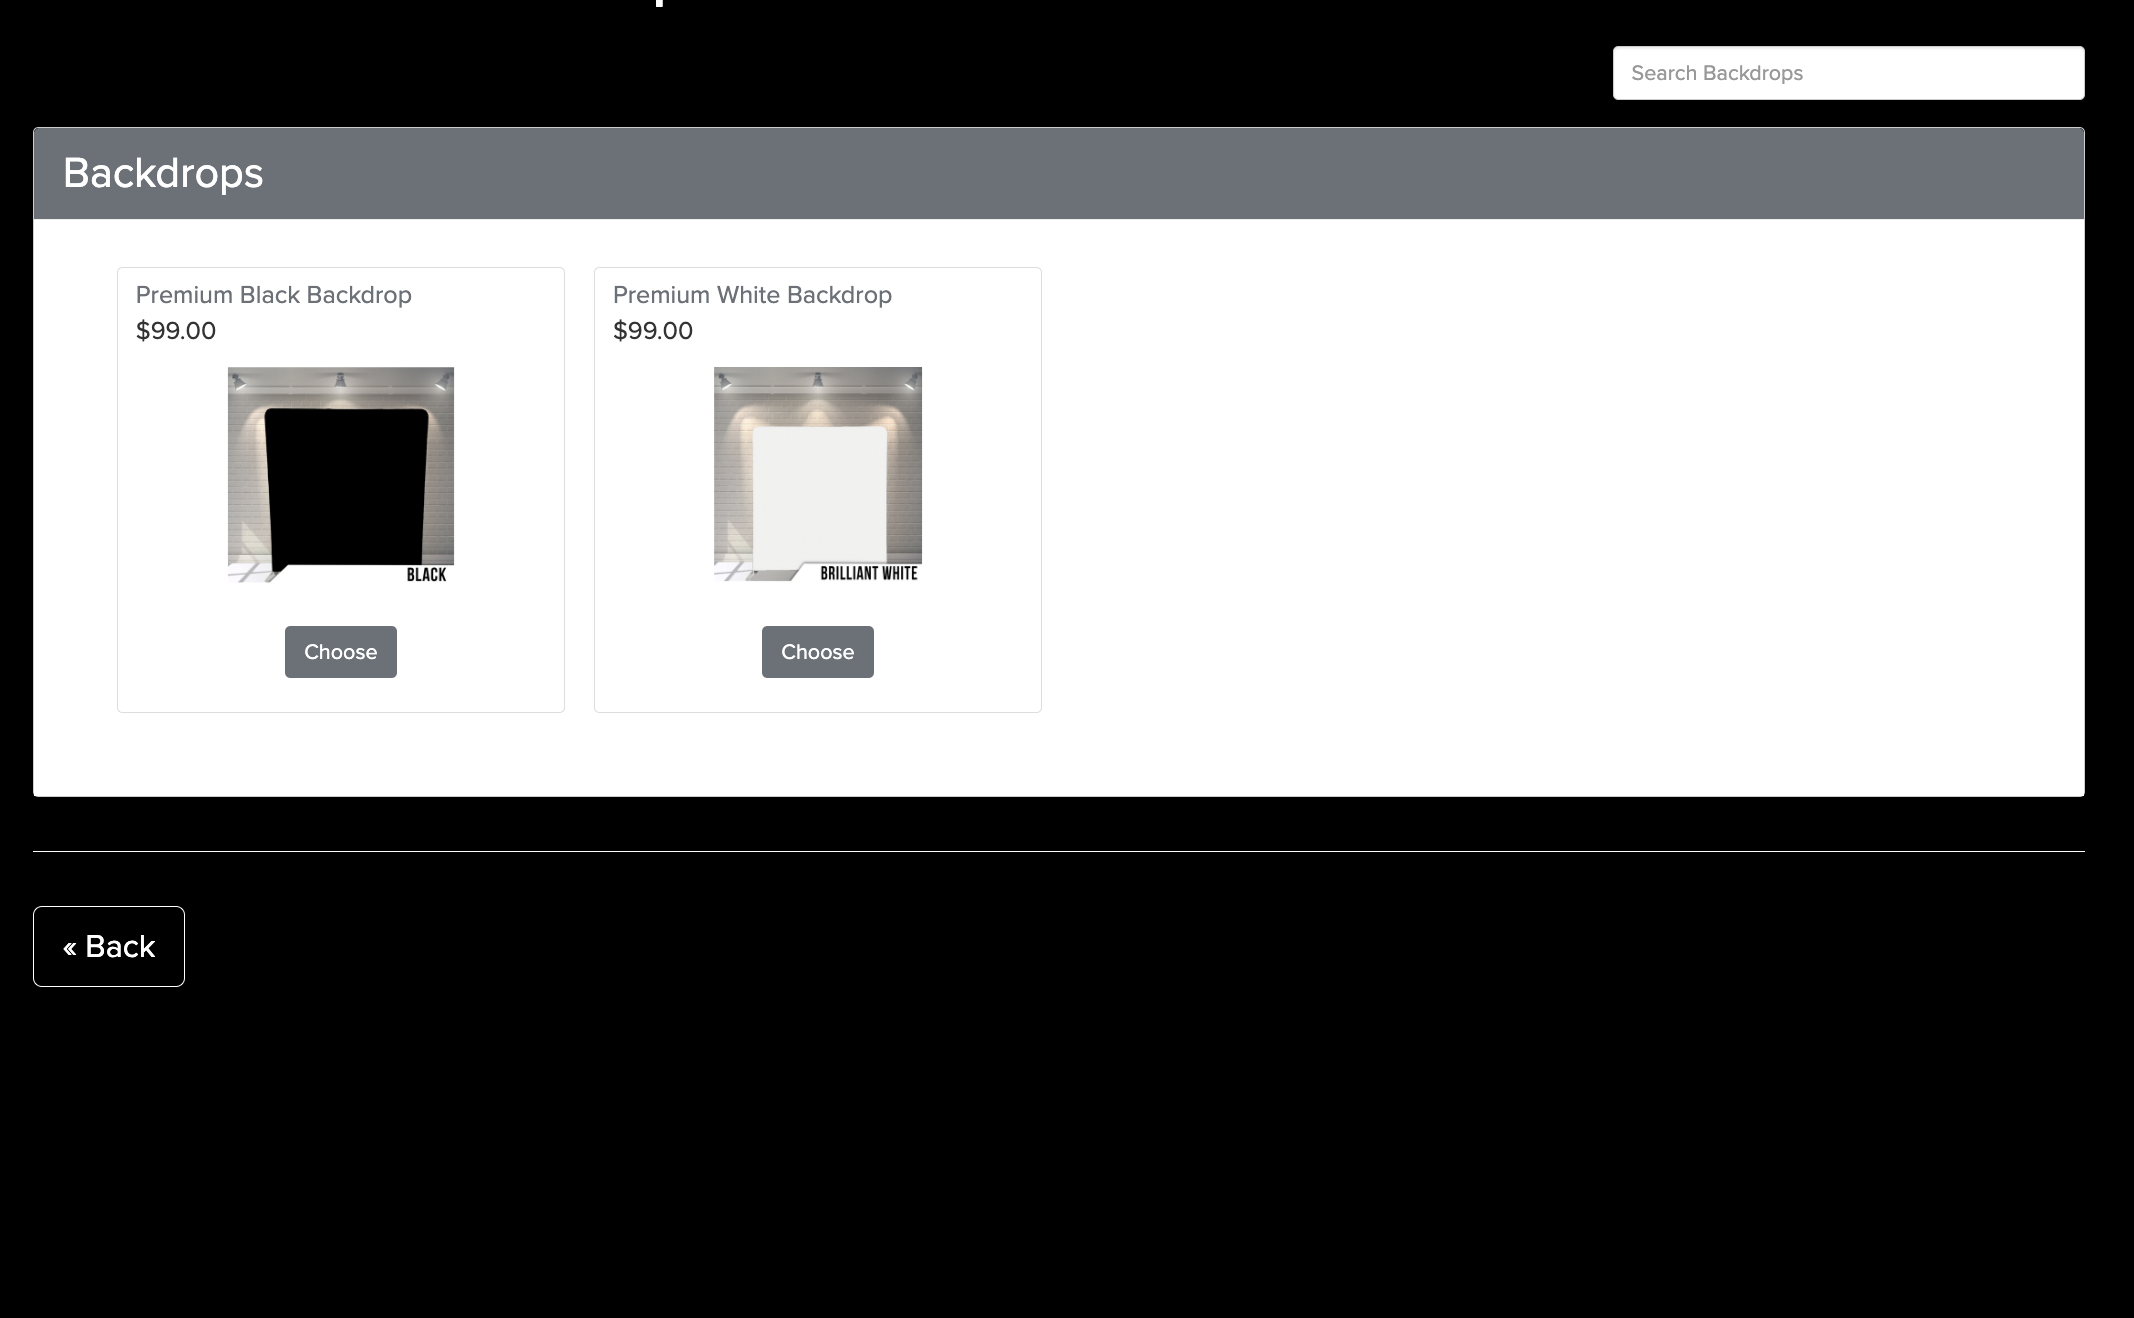 Search Backdrops
Backdrops
Premium Black Backdrop
$99.00
BLACK
Choose
Premium White Backdrop
$99.00
BRILLIANT WHITE
Choose
« Back